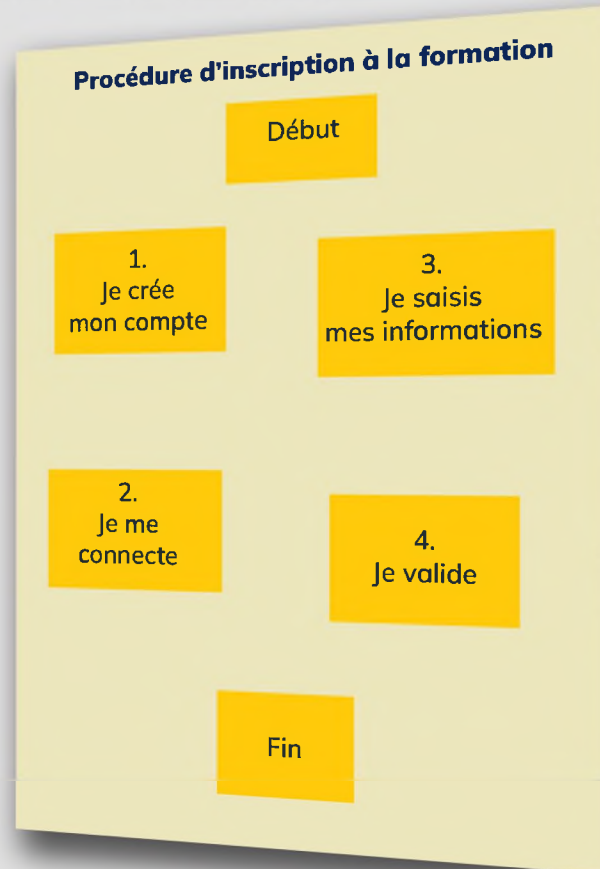 Procédure d'inscription à la formation
Début
1.
Je crée
mon compte
2.
Je me
connecte
3.
Je saisis
mes informations
4.
Je valide
Fin